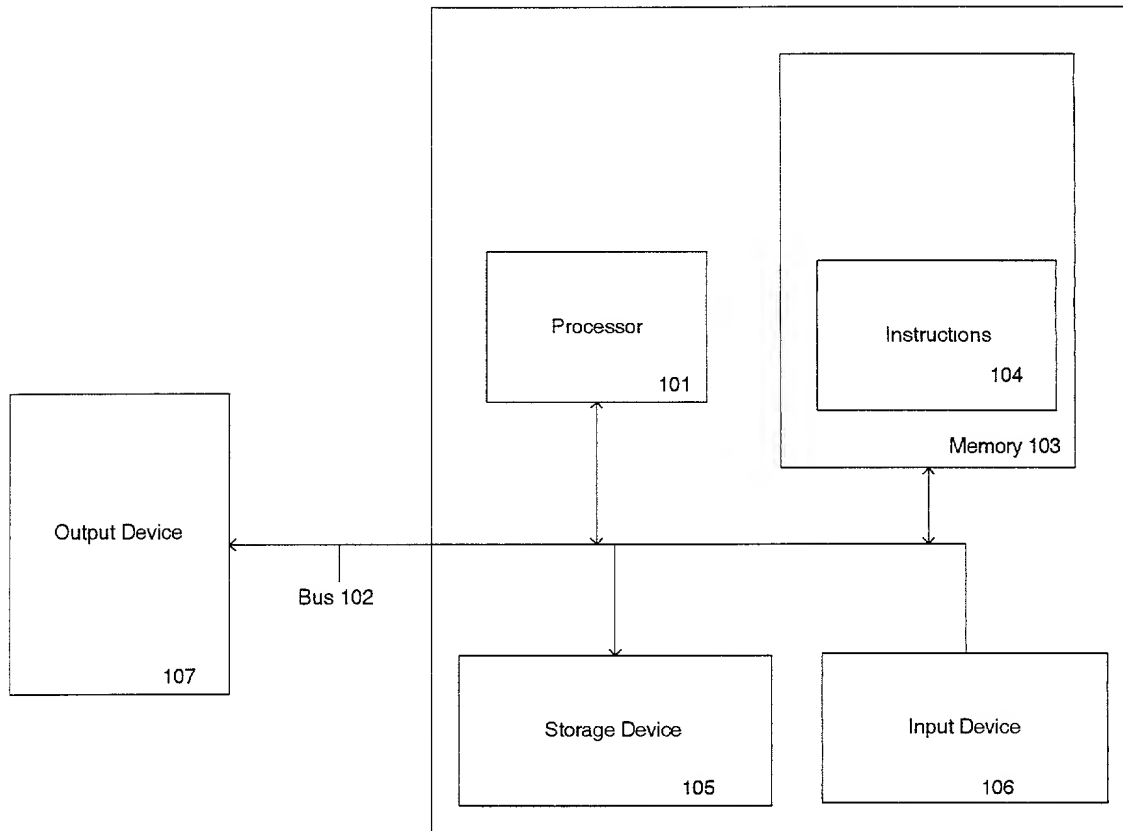 Processor
101
Instructions
104
Memory 103
Output Device
107
Bus 102
Storage Device
105
Input Device
106